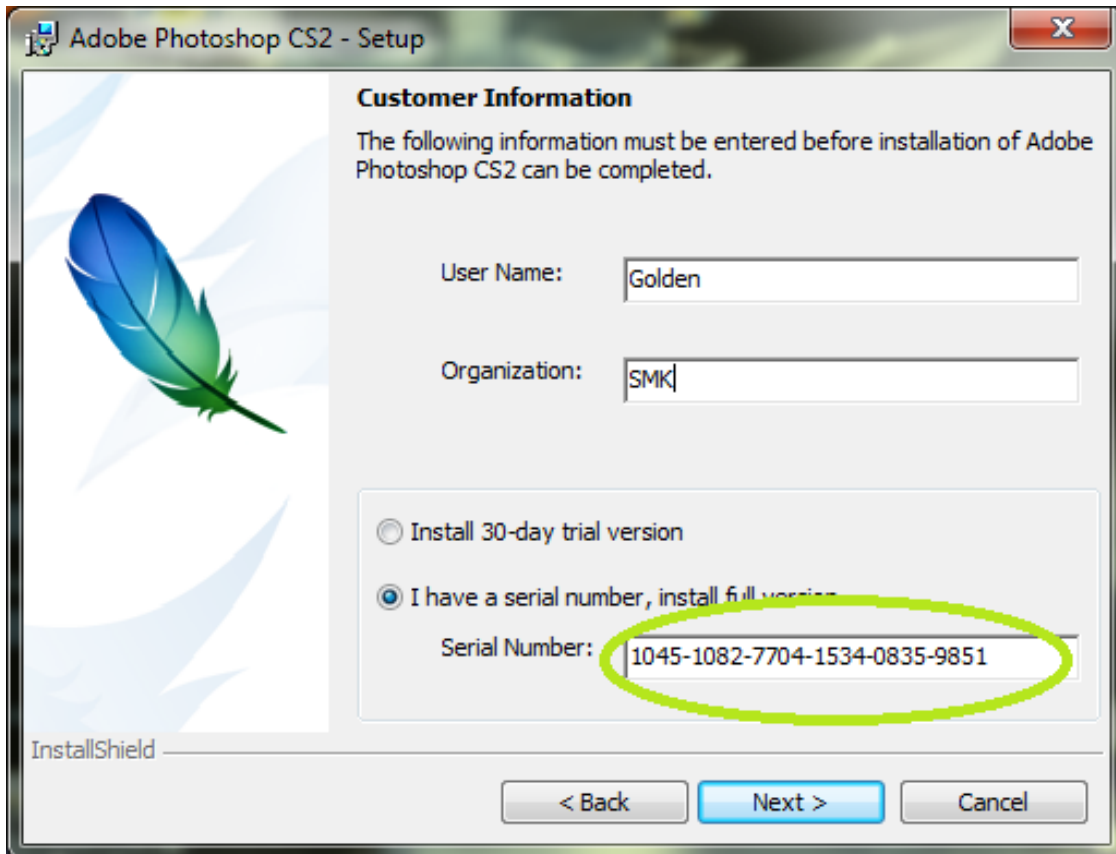 Adobe Photoshop CS2 - Setup
Customer Information
The following information must be entered before installation of Adobe
Photoshop CS2 can be completed.
User Name: Golden
Organization: SMK
Install 30-day trial version
I have a serial number, install full version
Serial Number: 1045-1082-7704-1534-0835-9851
InstallShield
< Back Next > Cancel